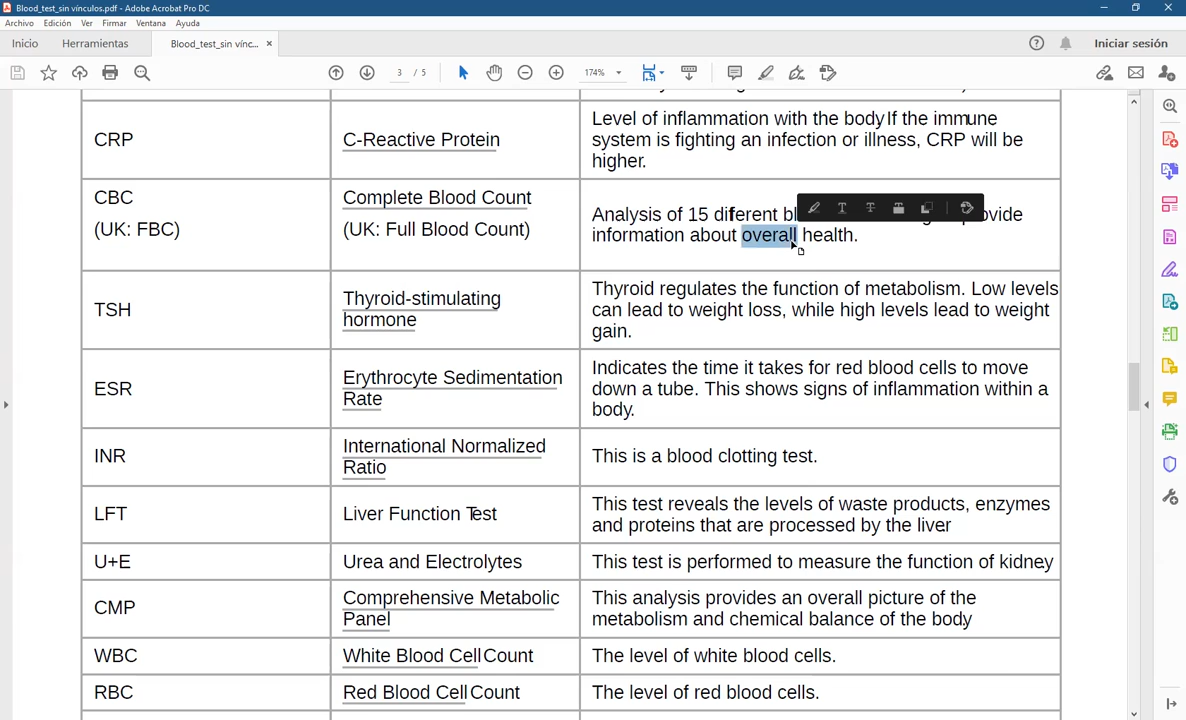 Blood_test_sin vínculos.pdf - Adobe Acrobat Pro DC
Archivo Edición Ver Firmar Ventana Ayuda
Inicio Herramientas Blood_test_sin vínc... × Iniciar sesión
3 / 5 174%
CRP
C-Reactive Protein
Level of inflammation with the body If the immune
system is fighting an infection or illness, CRP will be
higher.
CBC
(UK: FBC)
Complete Blood Count
(UK: Full Blood Count)
Analysis of 15 different
information about overall health.
TSH
Thyroid-stimulating
hormone
Thyroid regulates the function of metabolism. Low levels
can lead to weight loss, while high levels lead to weight
gain.
ESR
Erythrocyte Sedimentation
Rate
Indicates the time it takes for red blood cells to move
down a tube. This shows signs of inflammation within a
body.
INR
International Normalized
Ratio
This is a blood clotting test.
LFT
Liver Function Test
This test reveals the levels of waste products, enzymes
and proteins that are processed by the liver
U+E
Urea and Electrolytes
This test is performed to measure the function of kidney
CMP
Comprehensive Metabolic
Panel
This analysis provides an overall picture of the
metabolism and chemical balance of the body
WBC
White Blood Cell Count
The level of white blood cells.
RBC
Red Blood Cell Count
The level of red blood cells.